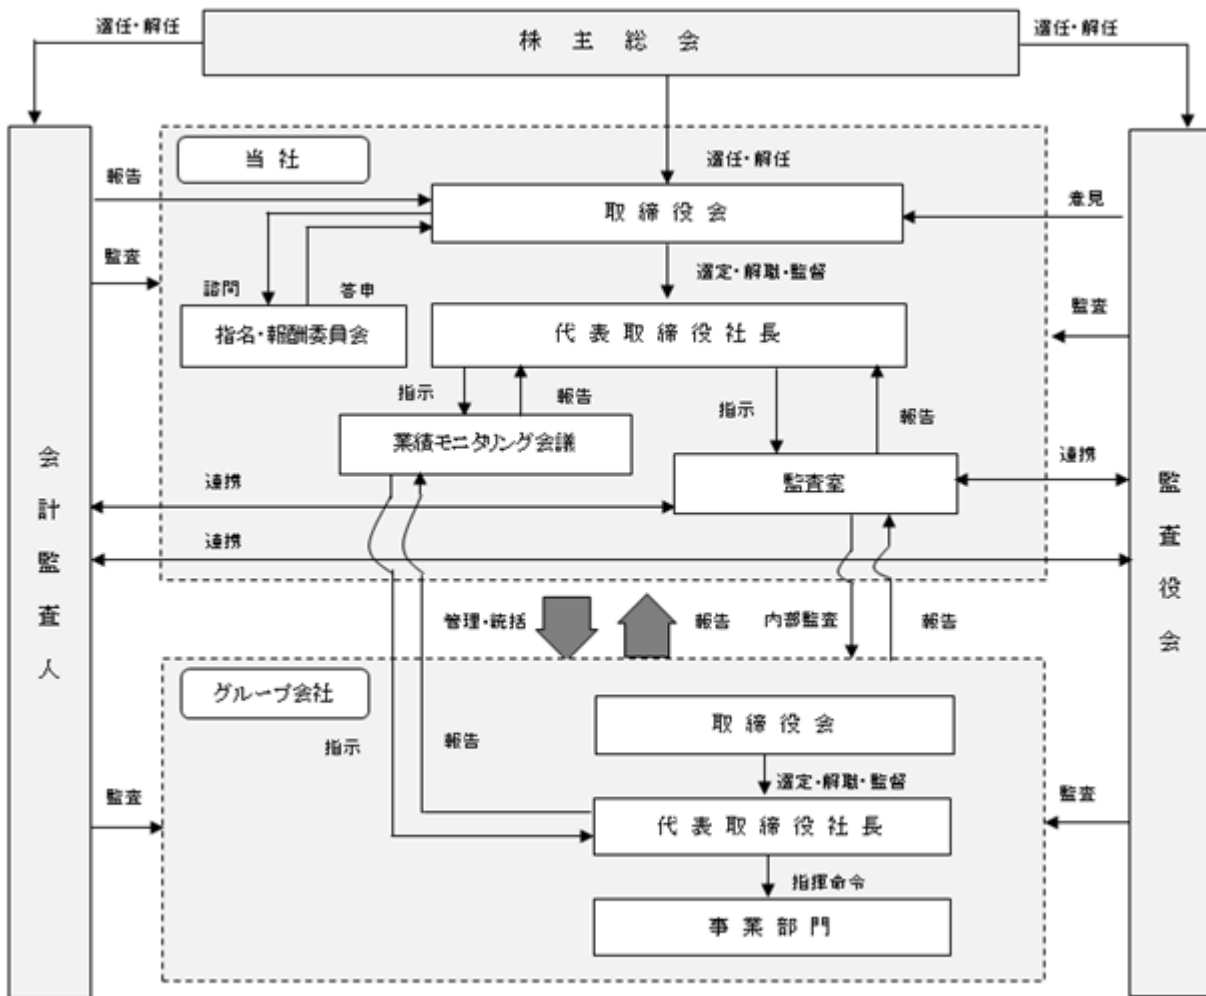 選任・解任
株主総会
選任・解任
当社
選任・解任
報告
取締役会
意見
監査
選定・解職・監督
諮問
答申
監査
指名・報酬委員会
代表取締役社長
指示
報告
指示
報告
業績モニタリング会議
会計監査人
連携
監査室
連携
監査役会
連携
管理・統括
報告
内部監査
報告
グループ会社
取締役会
指示
報告
選定・解職・監督
監査
代表取締役社長
監査
指揮命令
事業部門